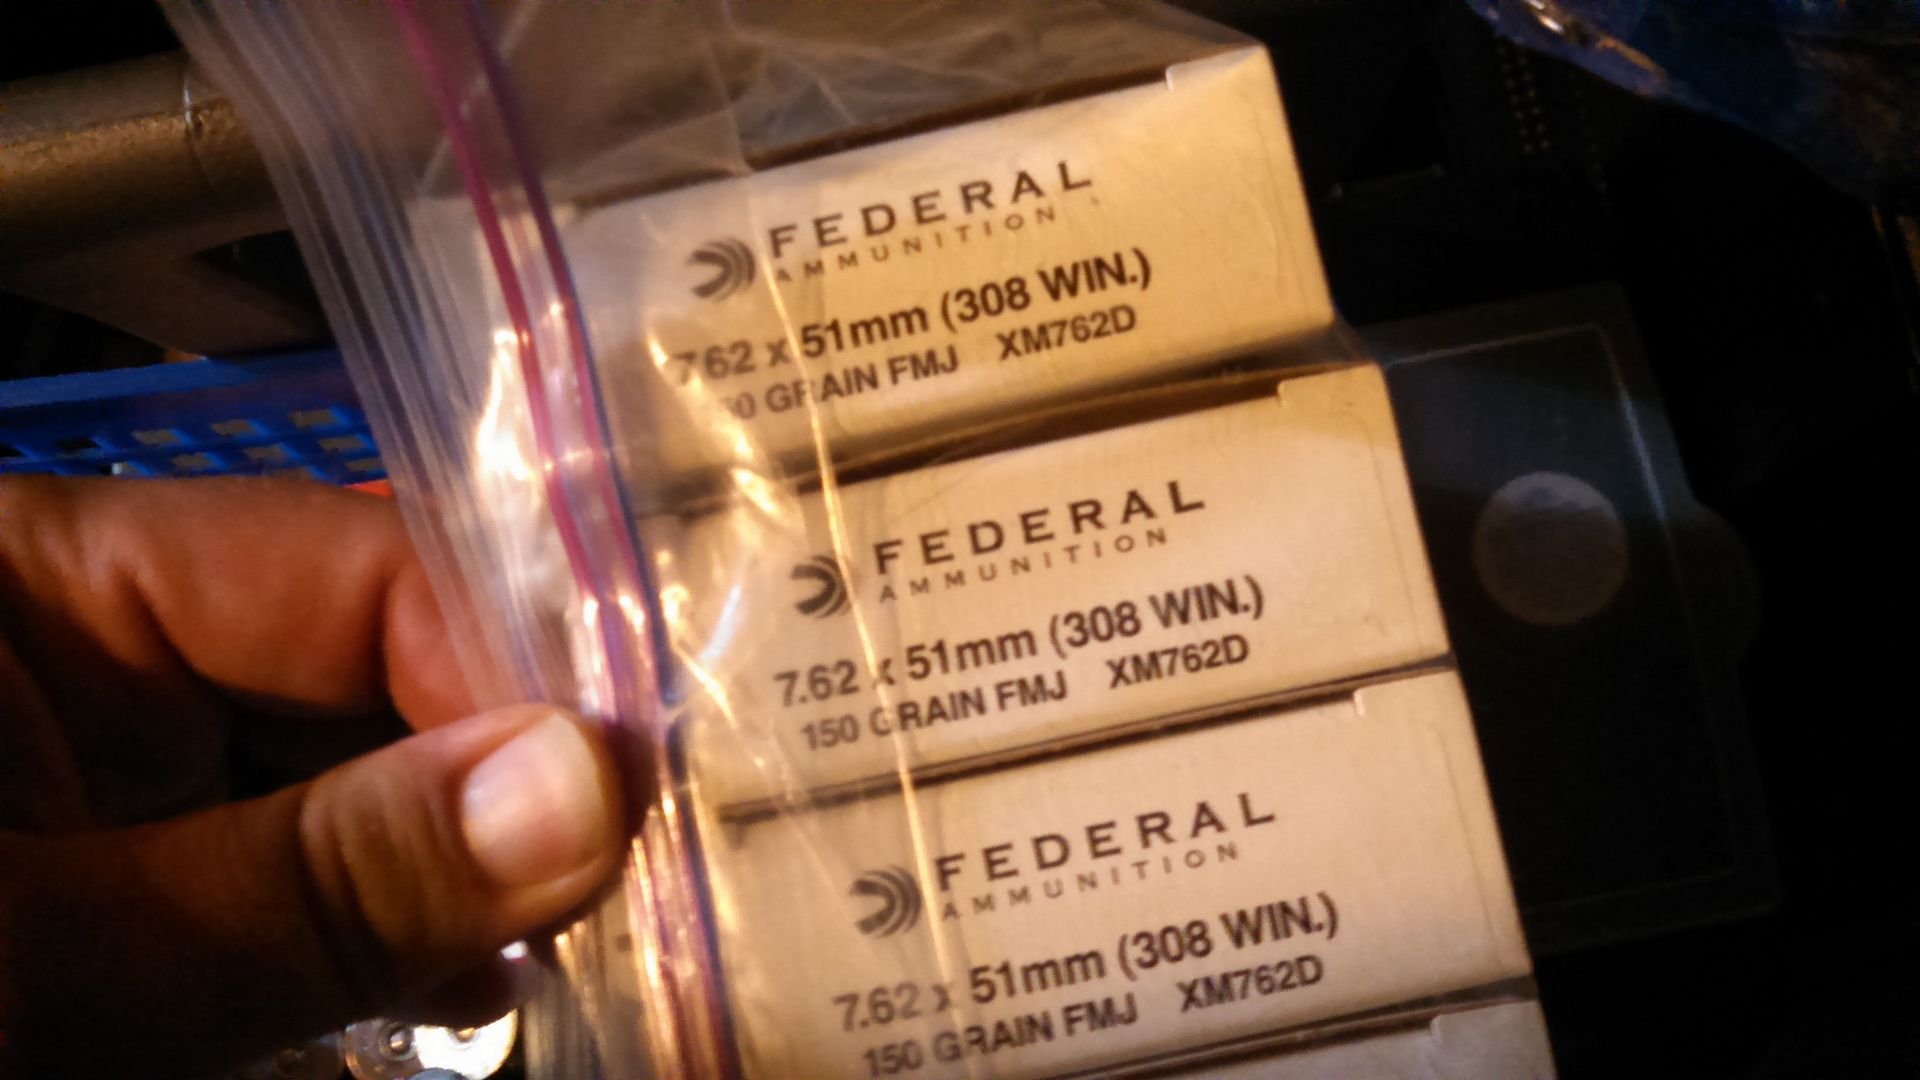 FEDERAL
AMMUNITION
7.62 x 51mm (308 WIN.)
GRAIN FMJ XM762D
FEDERAL
AMMUNITION
7.62 x 51mm (308 WIN.)
150 GRAIN FMJ XM762D
FEDERAL
AMMUNITION
7.62 x 51mm (308 WIN.)
150 GRAIN FMJ XM762D